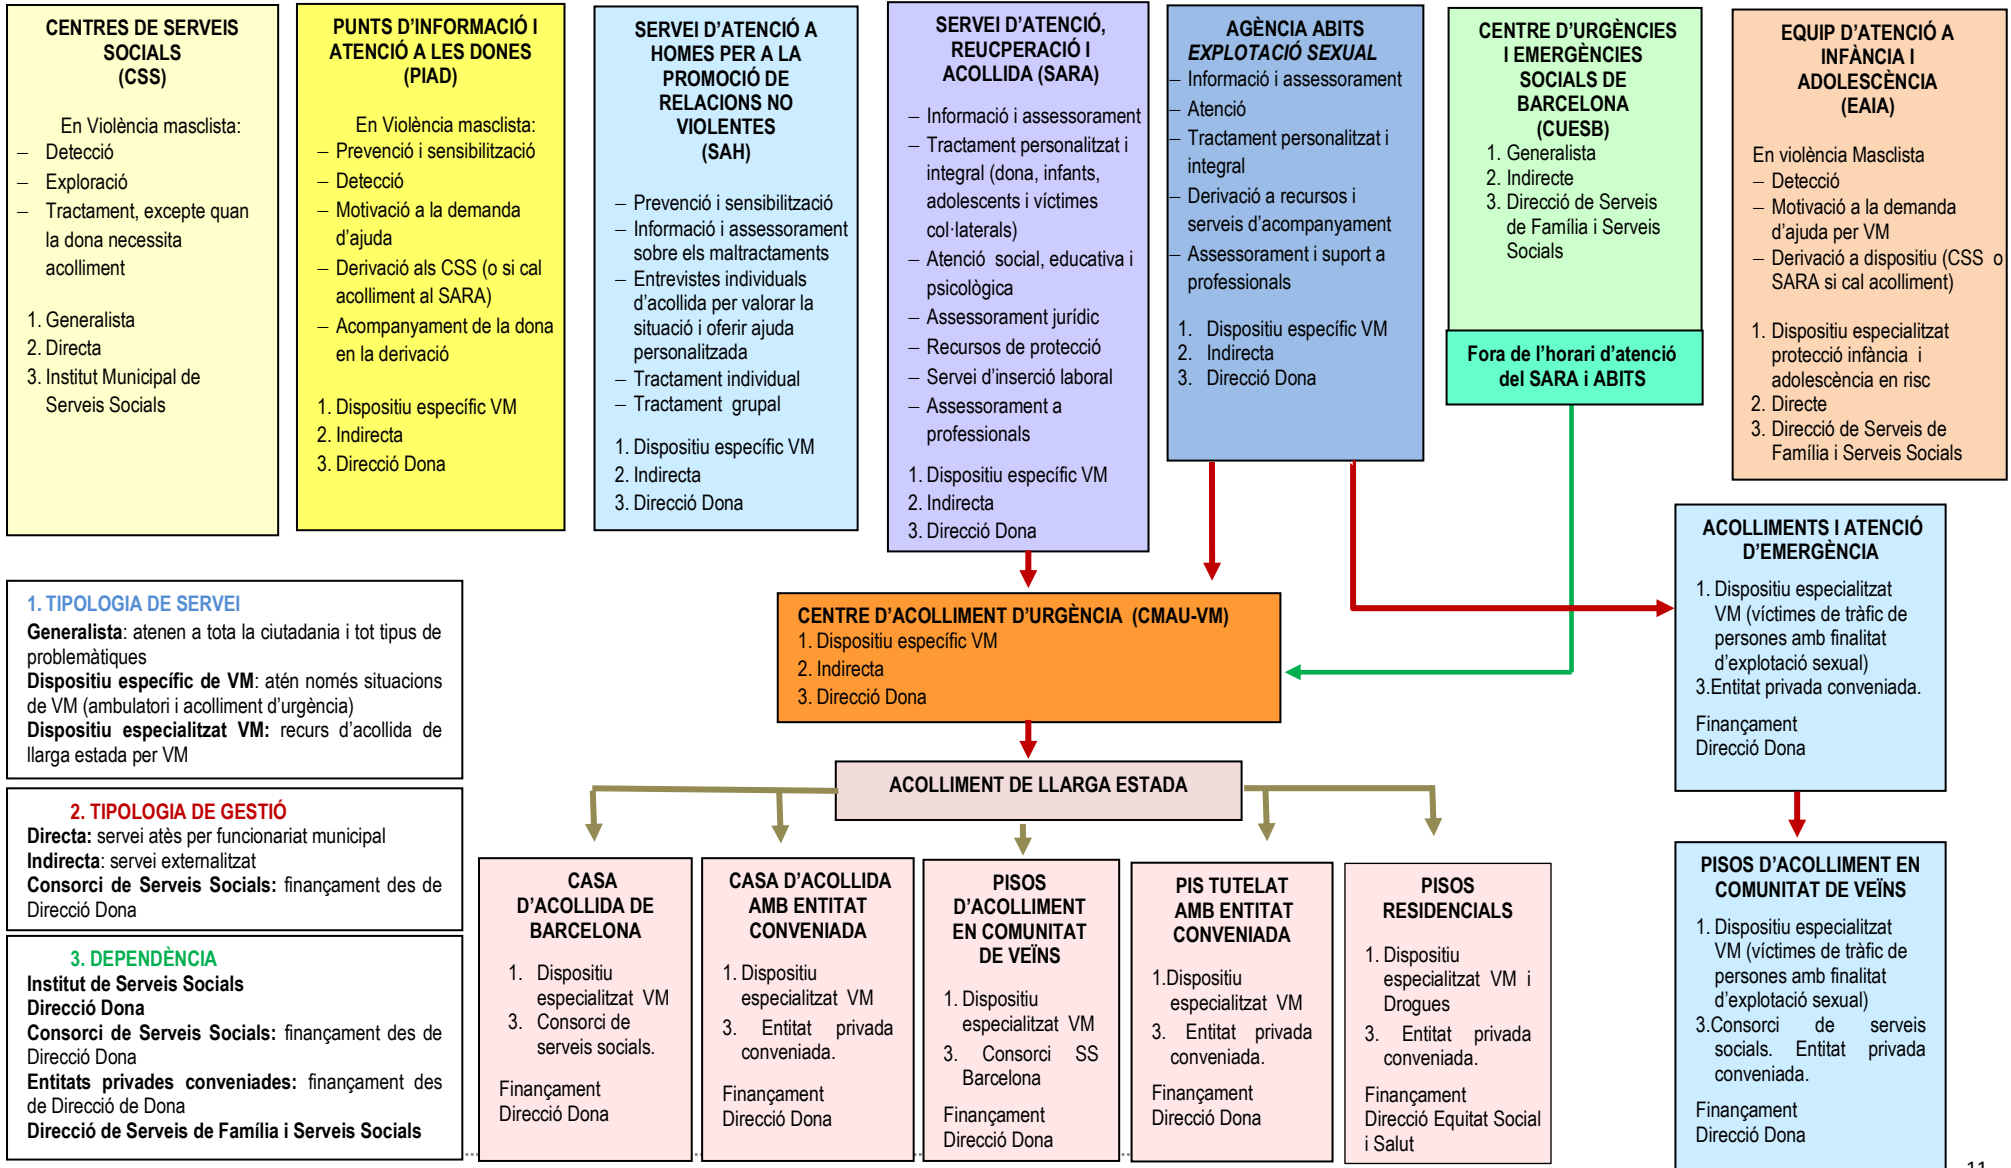 CENTRES DE SERVEIS
SOCIALS
(CSS)
En Violència masclista:
– Detecció
– Exploració
– Tractament, excepte quan
la dona necessita
acolliment
1. Generalista
2. Directa
3. Institut Municipal de
Serveis Socials
PUNTS D'INFORMACIÓ I
ATENCIÓ A LES DONES
(PIAD)
En Violència masclista:
– Prevenció i sensibilització
– Detecció
– Motivació a la demanda
d'ajuda
– Derivació als CSS (o si cal
acolliment al SARA)
– Acompanyament de la dona
en la derivació
1. Dispositiu específic VM
2. Indirecta
3. Direcció Dona
SERVEI D'ATENCIÓ A
HOMES PER A LA
PROMOCIÓ DE
RELACIONS NO
VIOLENTES
(SAH)
– Prevenció i sensibilització
– Informació i assessorament
sobre els maltractaments
– Entrevistes individuals
d'acollida per valorar la
situació i oferir ajuda
personalitzada
– Tractament individual
– Tractament grupal
1. Dispositiu específic VM
2. Indirecta
3. Direcció Dona
SERVEI D'ATENCIÓ,
REUCPERACIÓ I
ACOLLIDA (SARA)
– Informació i assessorament
– Tractament personalitzat i
integral (dona, infants,
adolescents i víctimes
col·laterals)
– Atenció social, educativa i
psicològica
– Assessorament jurídic
– Recursos de protecció
– Servei d'inserció laboral
– Assessorament a
professionals
1. Dispositiu específic VM
2. Indirecta
3. Direcció Dona
AGÈNCIA ABITS
EXPLOTACIÓ SEXUAL
– Informació i assessorament
– Atenció
– Tractament personalitzat i
integral
– Derivació a recursos i
serveis d'acompanyament
– Assessorament i suport a
professionals
1. Dispositiu específic VM
2. Indirecta
3. Direcció Dona
CENTRE D'URGÈNCIES
I EMERGÈNCIES
SOCIALS DE
BARCELONA
(CUESB)
1. Generalista
2. Indirecte
3. Direcció de Serveis
de Família i Serveis
Socials
Fora de l'horari d'atenció
del SARA i ABITS
EQUIP D'ATENCIÓ A
INFÀNCIA I
ADOLESCÈNCIA
(EAIA)
En violència Masclista
– Detecció
– Motivació a la demanda
d'ajuda per VM
– Derivació a dispositiu (CSS o
SARA si cal acolliment)
1. Dispositiu especialitzat
protecció infància i
adolescència en risc
2. Directe
3. Direcció de Serveis de
Família i Serveis Socials
1. TIPOLOGIA DE SERVEI
Generalista: atenen a tota la ciutadania i tot tipus de
problemàtiques
Dispositiu específic de VM: atén només situacions
de VM (ambulatori i acolliment d'urgència)
Dispositiu especialitzat VM: recurs d'acollida de
llarga estada per VM
2. TIPOLOGIA DE GESTIÓ
Directa: servei atès per funcionariat municipal
Indirecta: servei externalitzat
Consorci de Serveis Socials: finançament des de
Direcció Dona
3. DEPENDÈNCIA
Institut de Serveis Socials
Direcció Dona
Consorci de Serveis Socials: finançament des de
Direcció Dona
Entitats privades conveniades: finançament des
de Direcció de Dona
Direcció de Serveis de Família i Serveis Socials
CENTRE D'ACOLLIMENT D'URGÈNCIA (CMAU-VM)
1. Dispositiu específic VM
2. Indirecta
3. Direcció Dona
ACOLLIMENT DE LLARGA ESTADA
CASA
D'ACOLLIDA DE
BARCELONA
1. Dispositiu
especialitzat VM
3. Consorci de
serveis socials.
Finançament
Direcció Dona
CASA D'ACOLLIDA
AMB ENTITAT
CONVENIADA
1. Dispositiu
especialitzat VM
3. Entitat privada
conveniada.
Finançament
Direcció Dona
PISOS
D'ACOLLIMENT
EN COMUNITAT
DE VEÏNS
1. Dispositiu
especialitzat VM
3. Consorci SS
Barcelona
Finançament
Direcció Dona
PIS TUTELAT
AMB ENTITAT
CONVENIADA
1.Dispositiu
especialitzat VM
3. Entitat privada
conveniada.
Finançament
Direcció Dona
PISOS
RESIDENCIALS
1. Dispositiu
especialitzat VM i
Drogues
3. Entitat privada
conveniada.
Finançament
Direcció Equitat Social
i Salut
ACOLLIMENTS I ATENCIÓ
D'EMERGÈNCIA
1. Dispositiu especialitzat
VM (víctimes de tràfic de
persones amb finalitat
d'explotació sexual)
3.Entitat privada conveniada.
Finançament
Direcció Dona
PISOS D'ACOLLIMENT EN
COMUNITAT DE VEÏNS
1. Dispositiu especialitzat
VM (víctimes de tràfic de
persones amb finalitat
d'explotació sexual)
3.Consorci de serveis
socials. Entitat privada
conveniada.
Finançament
Direcció Dona
11